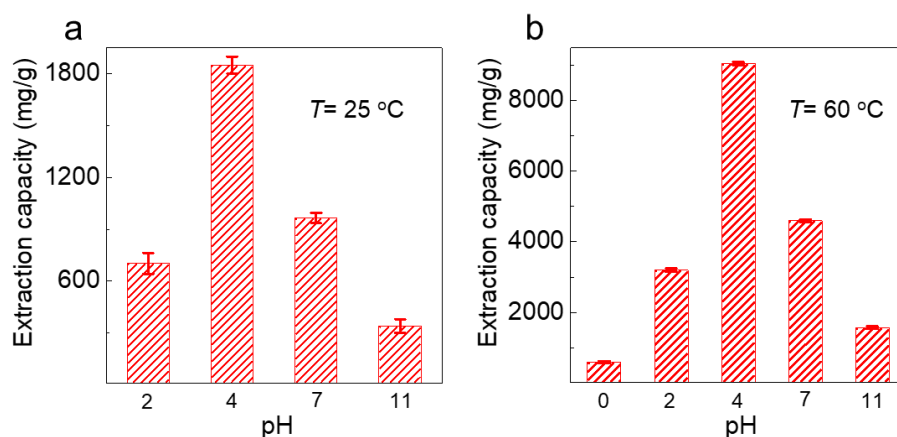 a
Extraction capacity (mg/g)
1800
1200
600
T= 25 °C
2 4 7 11
pH
b
Extraction capacity (mg/g)
8000
6000
4000
2000
T= 60 °C
0 2 4 7 11
pH